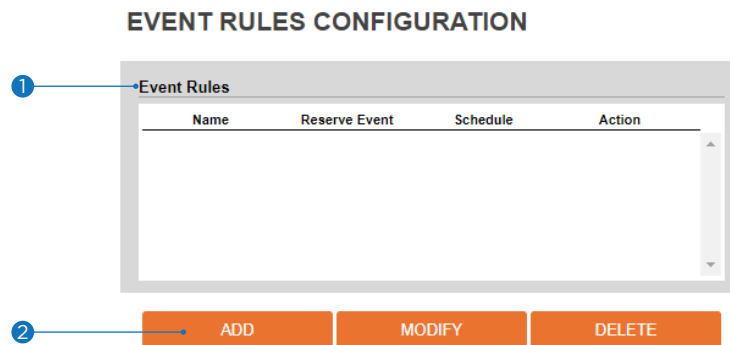 EVENT RULES CONFIGURATION
1 Event Rules
Name Reserve Event Schedule Action
2 ADD MODIFY DELETE